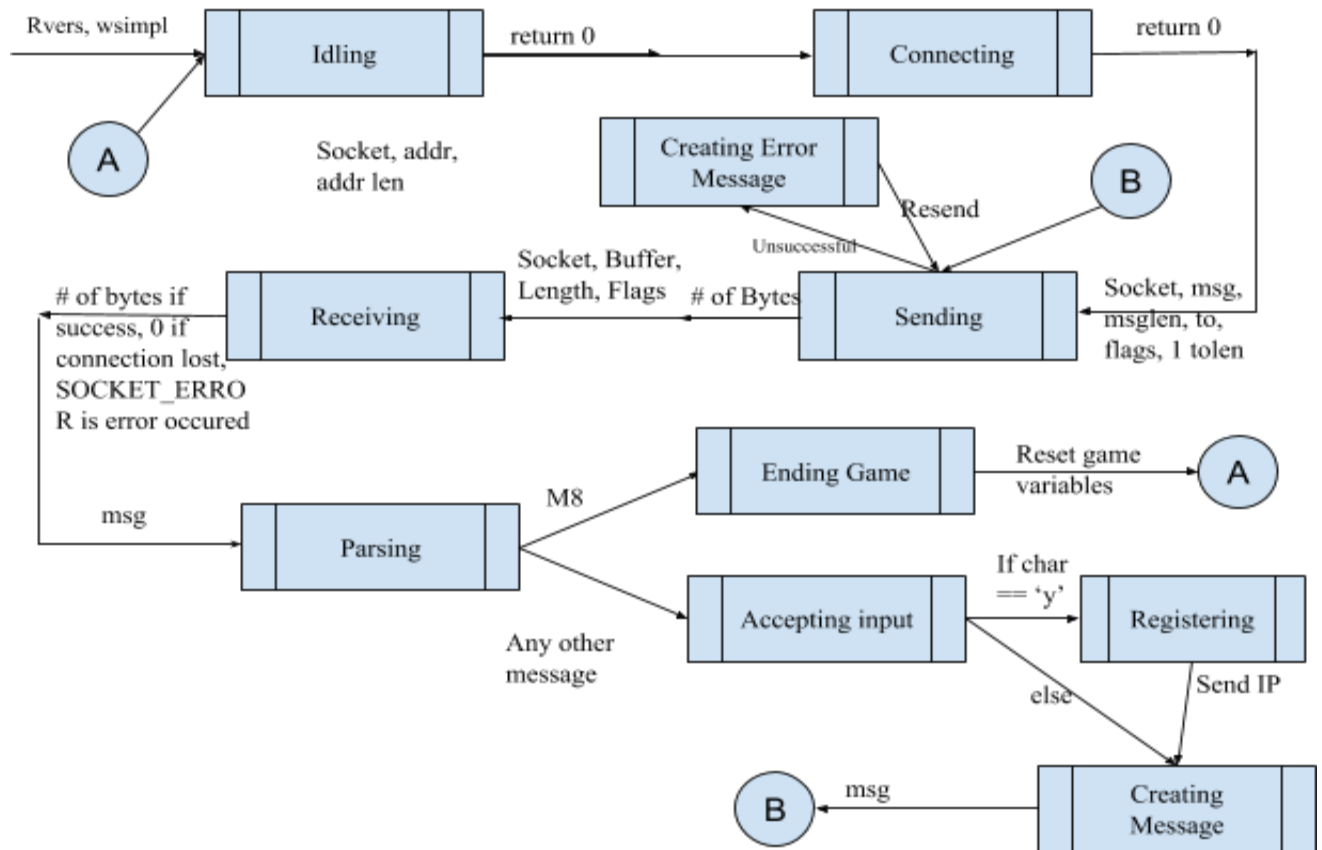 Rvers, wsimpl
Idling
return 0
Connecting
return 0
A
Socket, addr,
addr len
Creating Error
Message
B
Resend
Unsuccessful
Socket, Buffer,
Length, Flags
# of bytes if
success, 0 if
connection lost,
SOCKET_ERRO
R is error occured
Receiving
# of Bytes
Sending
Socket, msg,
msglen, to,
flags, 1 tolen
Ending Game
Reset game
variables
A
M8
msg
Parsing
If char
== ‘y’
Accepting input
Registering
Any other
message
else
Send IP
B
msg
Creating
Message